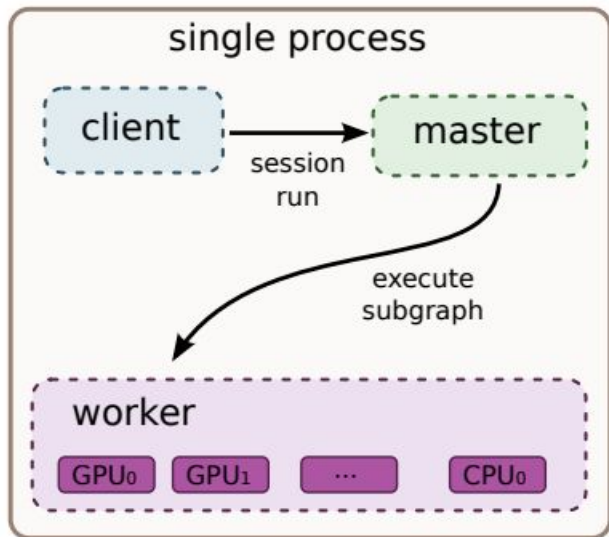 single process
client
master
session
run
execute
subgraph
worker
GPU₀ GPU₁ ... CPU₀